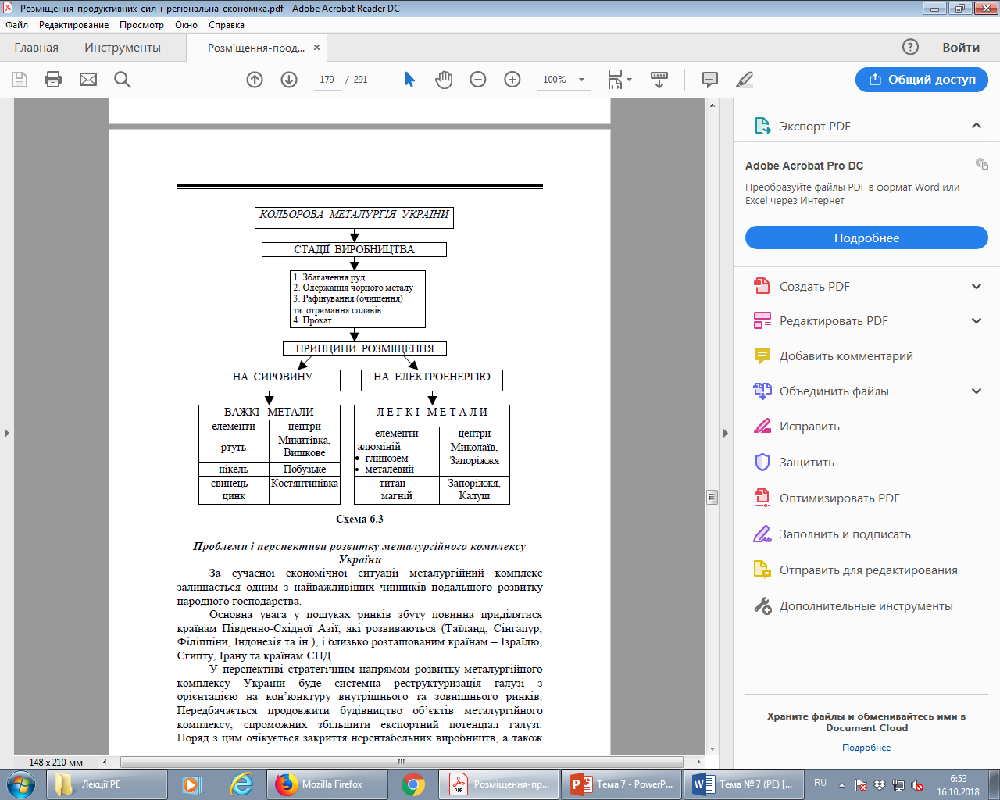 Розміщення-продуктивних-сил-і-регіональна-економіка.pdf - Adobe Acrobat Reader DC
Файл Редактирование Просмотр Окно Справка
Главная Инструменты Розміщення-прод... × Войти
179 / 291 100% Общий доступ
КОЛЬОРОВА МЕТАЛУРГІЯ УКРАЇНИ
СТАДІЇ ВИРОБНИЦТВА
1. Збагачення руд
2. Одержання чорного металу
3. Рафінування (очищення)
та отримання сплавів
4. Прокат
ПРИНЦИПИ РОЗМІЩЕННЯ
НА СИРОВИНУ
НА ЕЛЕКТРОЕНЕРГІЮ
ВАЖКІ МЕТАЛИ
елементи центри
ртуть Микитівка,
Вишкове
нікель Побузьке
свинець – Костянтинівка
цинк
Л Е Г К І М Е Т А Л И
елементи центри
алюміній Миколаїв,
• глинозем Запоріжжя
• металевий
титан – Запоріжжя,
магній Калуш
Схема 6.3
Проблеми і перспективи розвитку металургійного комплексу
України
За сучасної економічної ситуації металургійний комплекс
залишається одним з найважливіших чинників подальшого розвитку
народного господарства.
Основна увага у пошуках ринків збуту повинна приділятися
країнам Південно-Східної Азії, які розвиваються (Таїланд, Сінгапур,
Філіппіни, Індонезія та ін.), і близько розташованим країнам – Ізраїлю,
Єгипту, Ірану та країнам СНД.
У перспективі стратегічним напрямом розвитку металургійного
комплексу України буде системна реструктуризація галузі з
орієнтацією на кон’юнктуру внутрішнього та зовнішнього ринків.
Передбачається продовжити будівництво об’єктів металургійного
комплексу, спроможних збільшити експортний потенціал галузі.
Поряд з цим очікується закриття нерентабельних виробництв, а також
148 x 210 мм
Экспорт PDF
Adobe Acrobat Pro DC
Преобразуйте файлы PDF в формат Word или
Excel через Интернет
Подробнее
Создать PDF
Редактировать PDF
Добавить комментарий
Объединить файлы
Исправить
Защитить
Оптимизировать PDF
Заполнить и подписать
Отправить для редактирования
Дополнительные инструменты
Храните файлы и обменивайтесь ими в
Document Cloud
Подробнее
Лекції РЕ Mozilla Firefox Розміщення-пр... Тема 7 - PowerP... Тема № 7 (РЕ) [... RU 6:53
16.10.2018